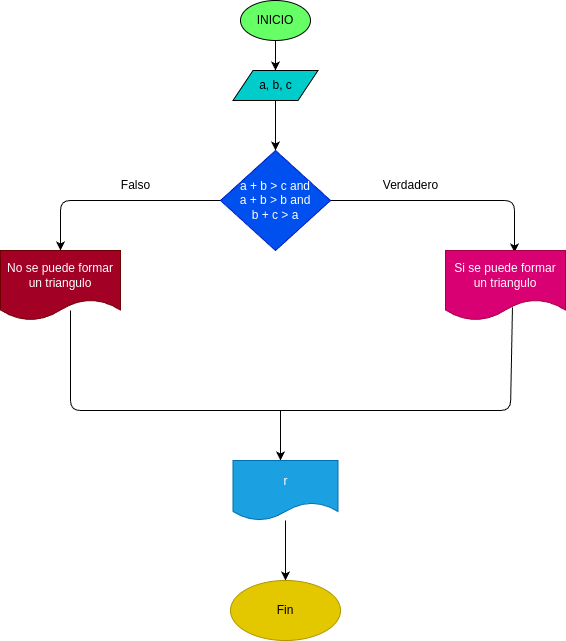 INICIO
a, b, c
a + b > c and
a + b > b and
b + c > a
Falso
Verdadero
No se puede formar
un triangulo
Si se puede formar
un triangulo
r
Fin